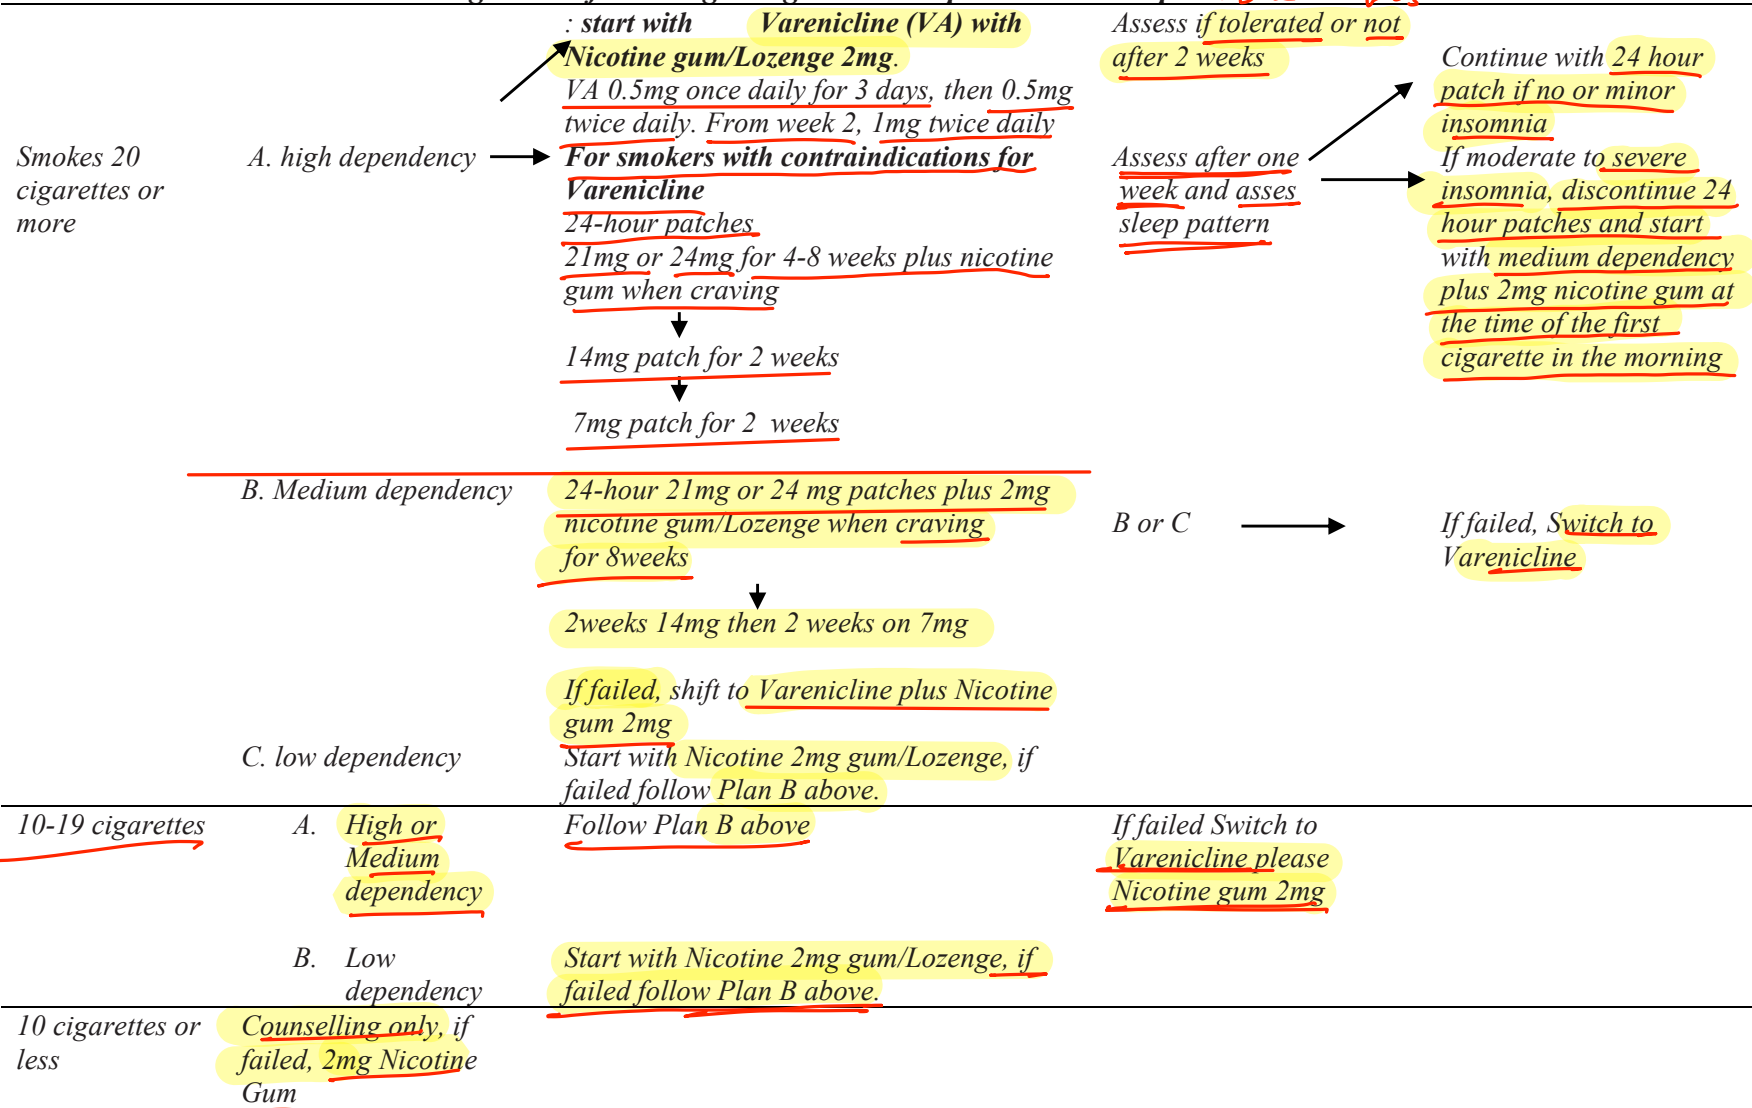 : start with Varenicline (VA) with
Nicotine gum/Lozenge 2mg.
VA 0.5mg once daily for 3 days, then 0.5mg
twice daily. From week 2, 1mg twice daily
For smokers with contraindications for
Varenicline
24-hour patches
21mg or 24mg for 4-8 weeks plus nicotine
gum when craving
14mg patch for 2 weeks
7mg patch for 2 weeks
Smokes 20
cigarettes or
more
A. high dependency
Assess if tolerated or not
after 2 weeks
Assess after one
week and asses
sleep pattern
Continue with 24 hour
patch if no or minor
insomnia
If moderate to severe
insomnia, discontinue 24
hour patches and start
with medium dependency
plus 2mg nicotine gum at
the time of the first
cigarette in the morning
B. Medium dependency
24-hour 21mg or 24 mg patches plus 2mg
nicotine gum/Lozenge when craving
for 8weeks
2weeks 14mg then 2 weeks on 7mg
If failed, shift to Varenicline plus Nicotine
gum 2mg
B or C
If failed, Switch to
Varenicline
C. low dependency
Start with Nicotine 2mg gum/Lozenge, if
failed follow Plan B above.
10-19 cigarettes
A. High or
Medium
dependency
Follow Plan B above
If failed Switch to
Varenicline please
Nicotine gum 2mg
B. Low
dependency
Start with Nicotine 2mg gum/Lozenge, if
failed follow Plan B above.
10 cigarettes or
less
Counselling only, if
failed, 2mg Nicotine
Gum